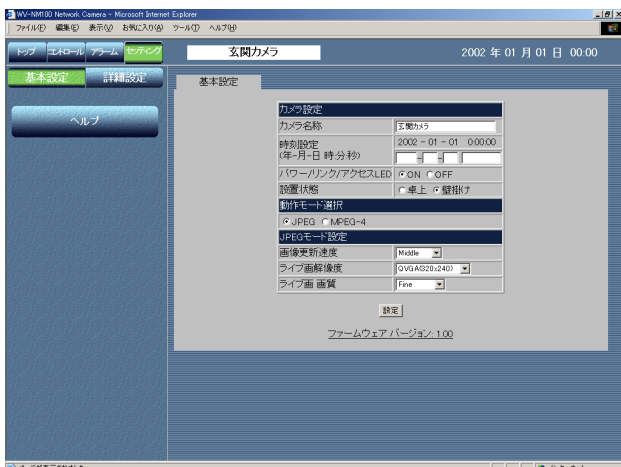 WV-NM100 Network Camera - Microsoft Internet Explorer
ファイル(F) 編集(E) 表示(V) お気に入り(A) ツール(T) ヘルプ(H)
トップ コントロール アラーム セッティング 玄関カメラ 2002 年 01 月 01 日 00:00
基本設定 詳細設定
ヘルプ
基本設定
カメラ設定
カメラ名称 玄関カメラ
時刻設定 2002 - 01 - 01 0:00:00
(年-月-日 時:分:秒) - -
パワー/リンク/アクセスLED ON OFF
設置状態 卓上 壁掛け
動作モード選択
JPEG MPEG-4
JPEGモード設定
画像更新速度 Middle
ライブ画解像度 QVGA(320x240)
ライブ画 画質 Fine
設定
ファームウェア バージョン: 1.00